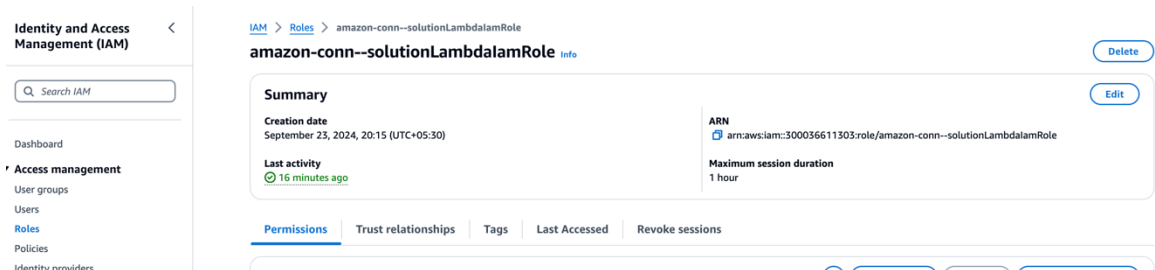 Identity and Access
Management (IAM)
Search IAM
Dashboard
Access management
User groups
Users
Roles
Policies
Identity providers
IAM > Roles > amazon-conn--solutionLambdaIamRole
amazon-conn--solutionLambdaIamRole Info
Delete
Summary
Edit
Creation date
September 23, 2024, 20:15 (UTC+05:30)
ARN
arn:aws:iam::300036611303:role/amazon-conn--solutionLambdaIamRole
Last activity
16 minutes ago
Maximum session duration
1 hour
Permissions
Trust relationships
Tags
Last Accessed
Revoke sessions